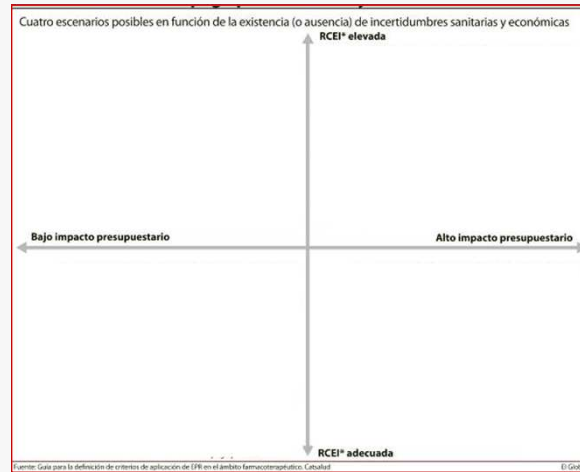 Cuatro escenarios posibles en función de la existencia (o ausencia) de incertidumbres sanitarias y económicas
RCEI* elevada
Bajo impacto presupuestario
Alto impacto presupuestario
RCEI* adecuada
Fuente: Guía para la definición de criterios de aplicación de EPR en el ámbito farmacoterapéutico. Catsalud
El Glo